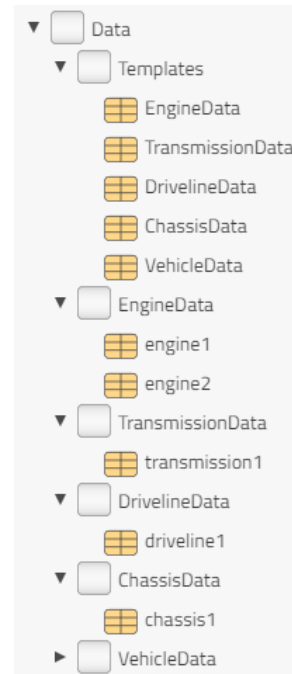 Data
Templates
EngineData
TransmissionData
DrivelineData
ChassisData
VehicleData
EngineData
engine1
engine2
TransmissionData
transmission1
DrivelineData
driveline1
ChassisData
chassis1
VehicleData